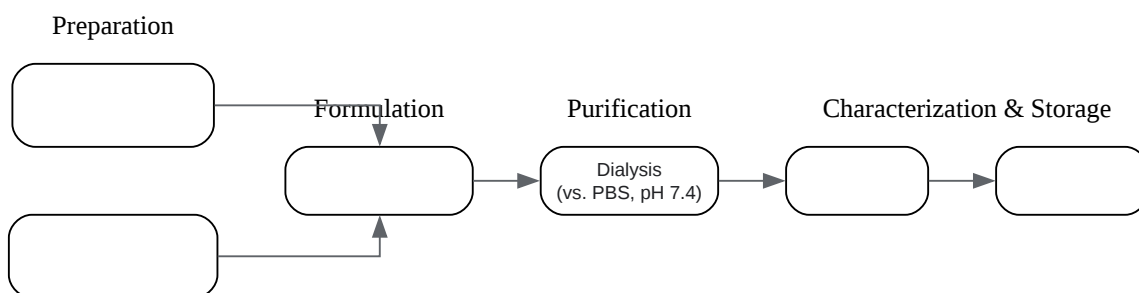 Preparation
Formulation
Purification
Characterization & Storage
Dialysis
(vs. PBS, pH 7.4)